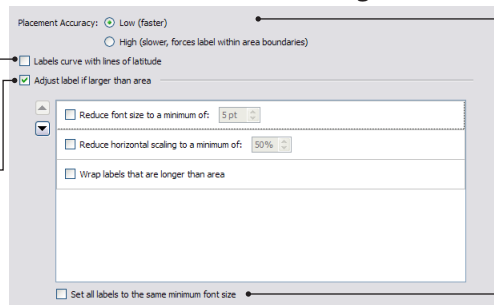 Placement Accuracy: Low (faster)
High (slower, forces label within area boundaries)
Labels curve with lines of latitude
Adjust label if larger than area
Reduce font size to a minimum of: 5 pt
Reduce horizontal scaling to a minimum of: 50%
Wrap labels that are longer than area
Set all labels to the same minimum font size